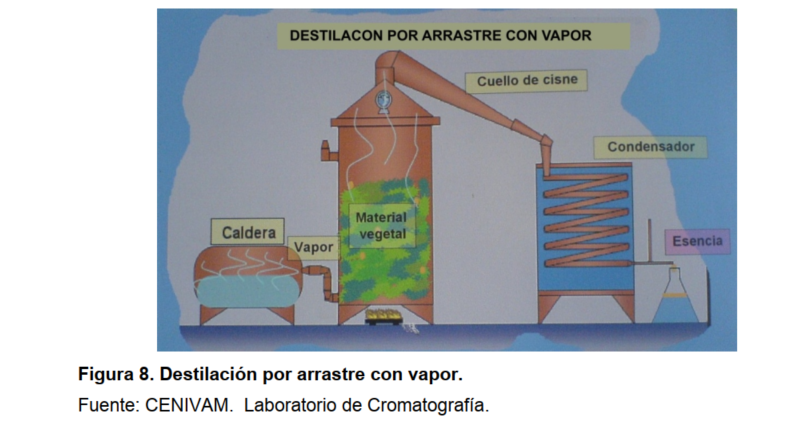 DESTILACON POR ARRASTRE CON VAPOR
Cuello de cisne
Condensador
Material
vegetal
Caldera
Vapor
Esencia
Figura 8. Destilación por arrastre con vapor.
Fuente: CENIVAM. Laboratorio de Cromatografía.